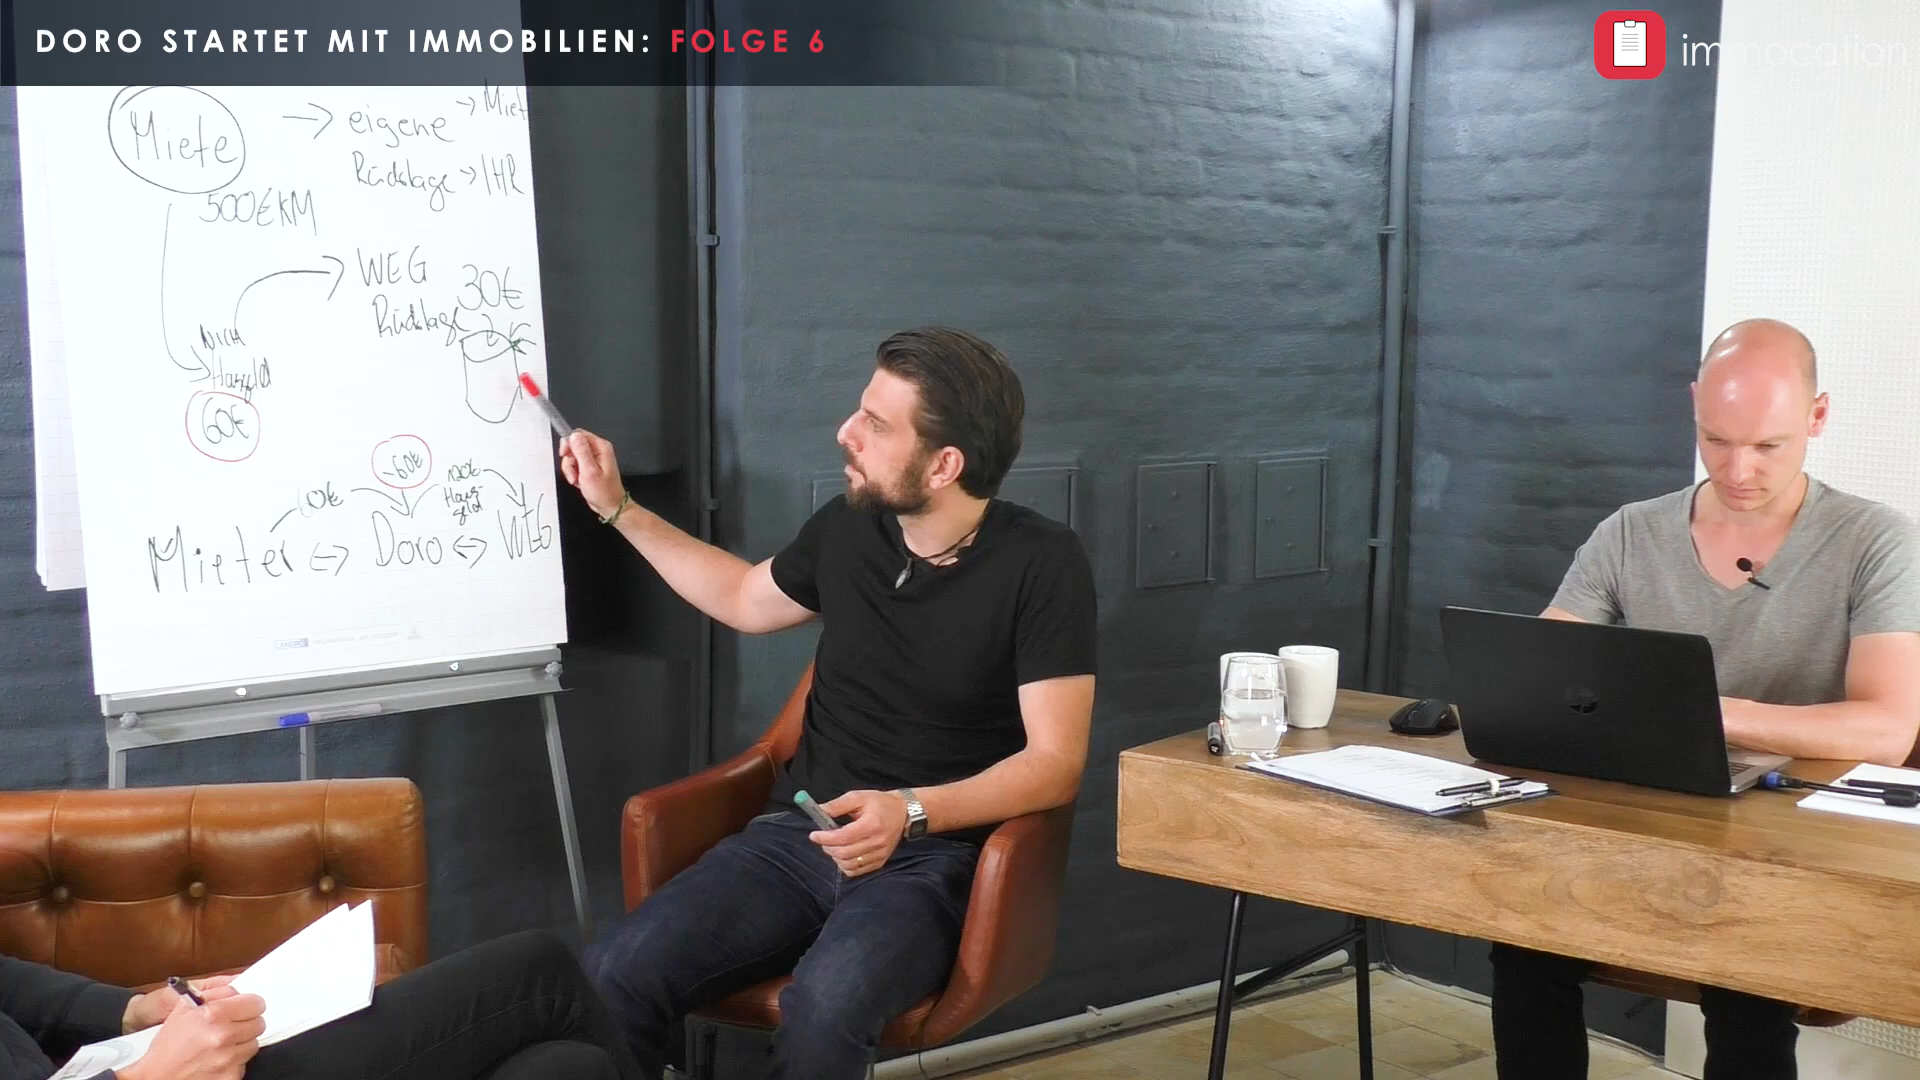 DORO STARTET MIT IMMOBILIEN: FOLGE 6
immocation
Miete
→ eigene
Rücklage
→ Miet
→ IHR
500€ KM
→ WEG
Rücklage
30€
nicht
Hausgeld
60€
-60€
60€
120€
Haus-
geld
Mieter ↔ Doro ↔ WEG